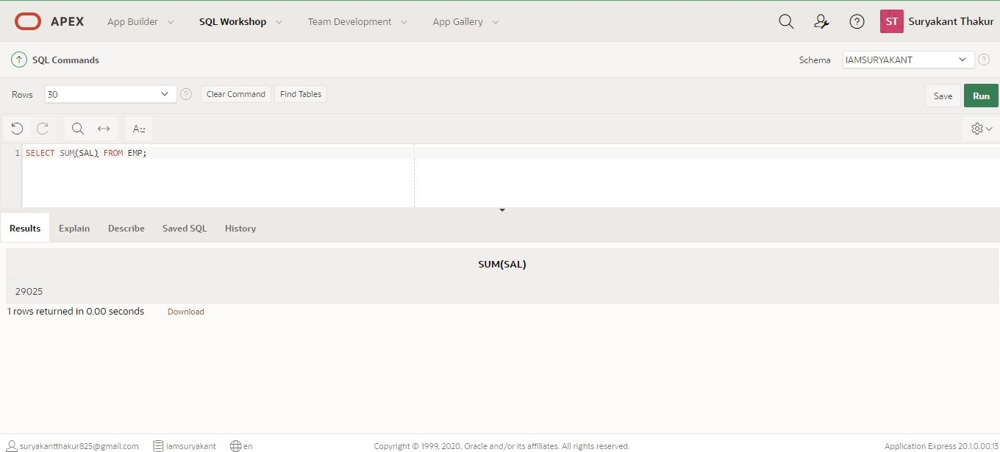 APEX App Builder SQL Workshop Team Development App Gallery ST Suryakant Thakur
SQL Commands Schema IAMSURYAKANT ?
Rows 30 ? Clear Command Find Tables Save Run
A::
1 SELECT SUM(SAL) FROM EMP;
Results Explain Describe Saved SQL History
SUM(SAL)
29025
1 rows returned in 0.00 seconds Download
suryakantthakur825@gmail.com iamsuryakant en Copyright © 1999, 2020, Oracle and/or its affiliates. All rights reserved. Application Express 20.1.0.00.13